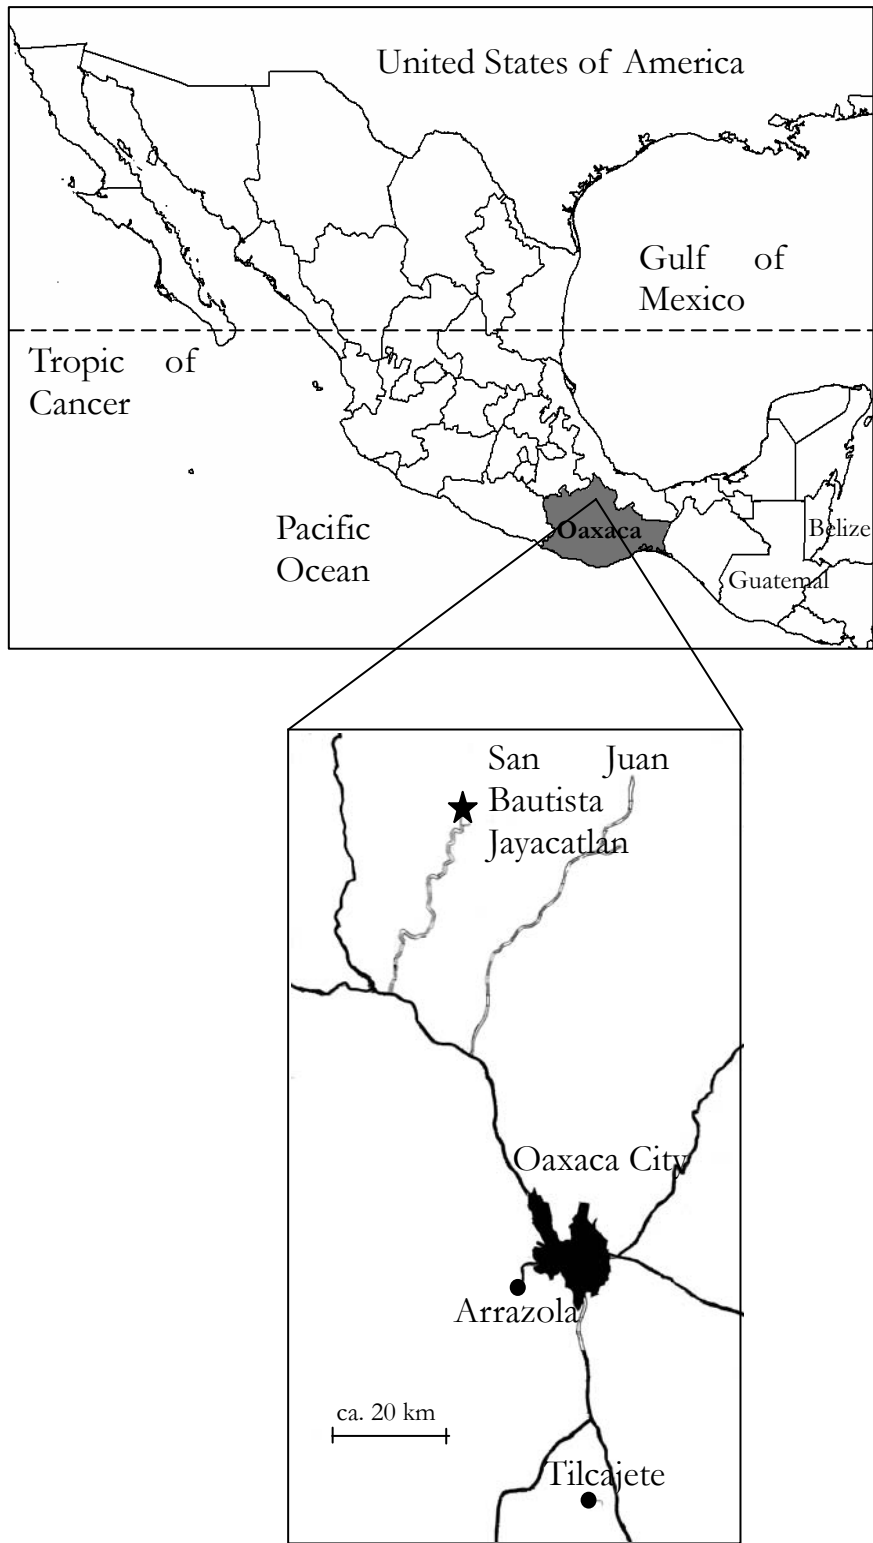 United States of America
Gulf of
Mexico
Tropic of
Cancer
Pacific
Ocean
Oaxaca
Belize
Guatemal
San Juan
Bautista
Jayacatlan
Oaxaca City
Arrazola
ca. 20 km
Tilcajete